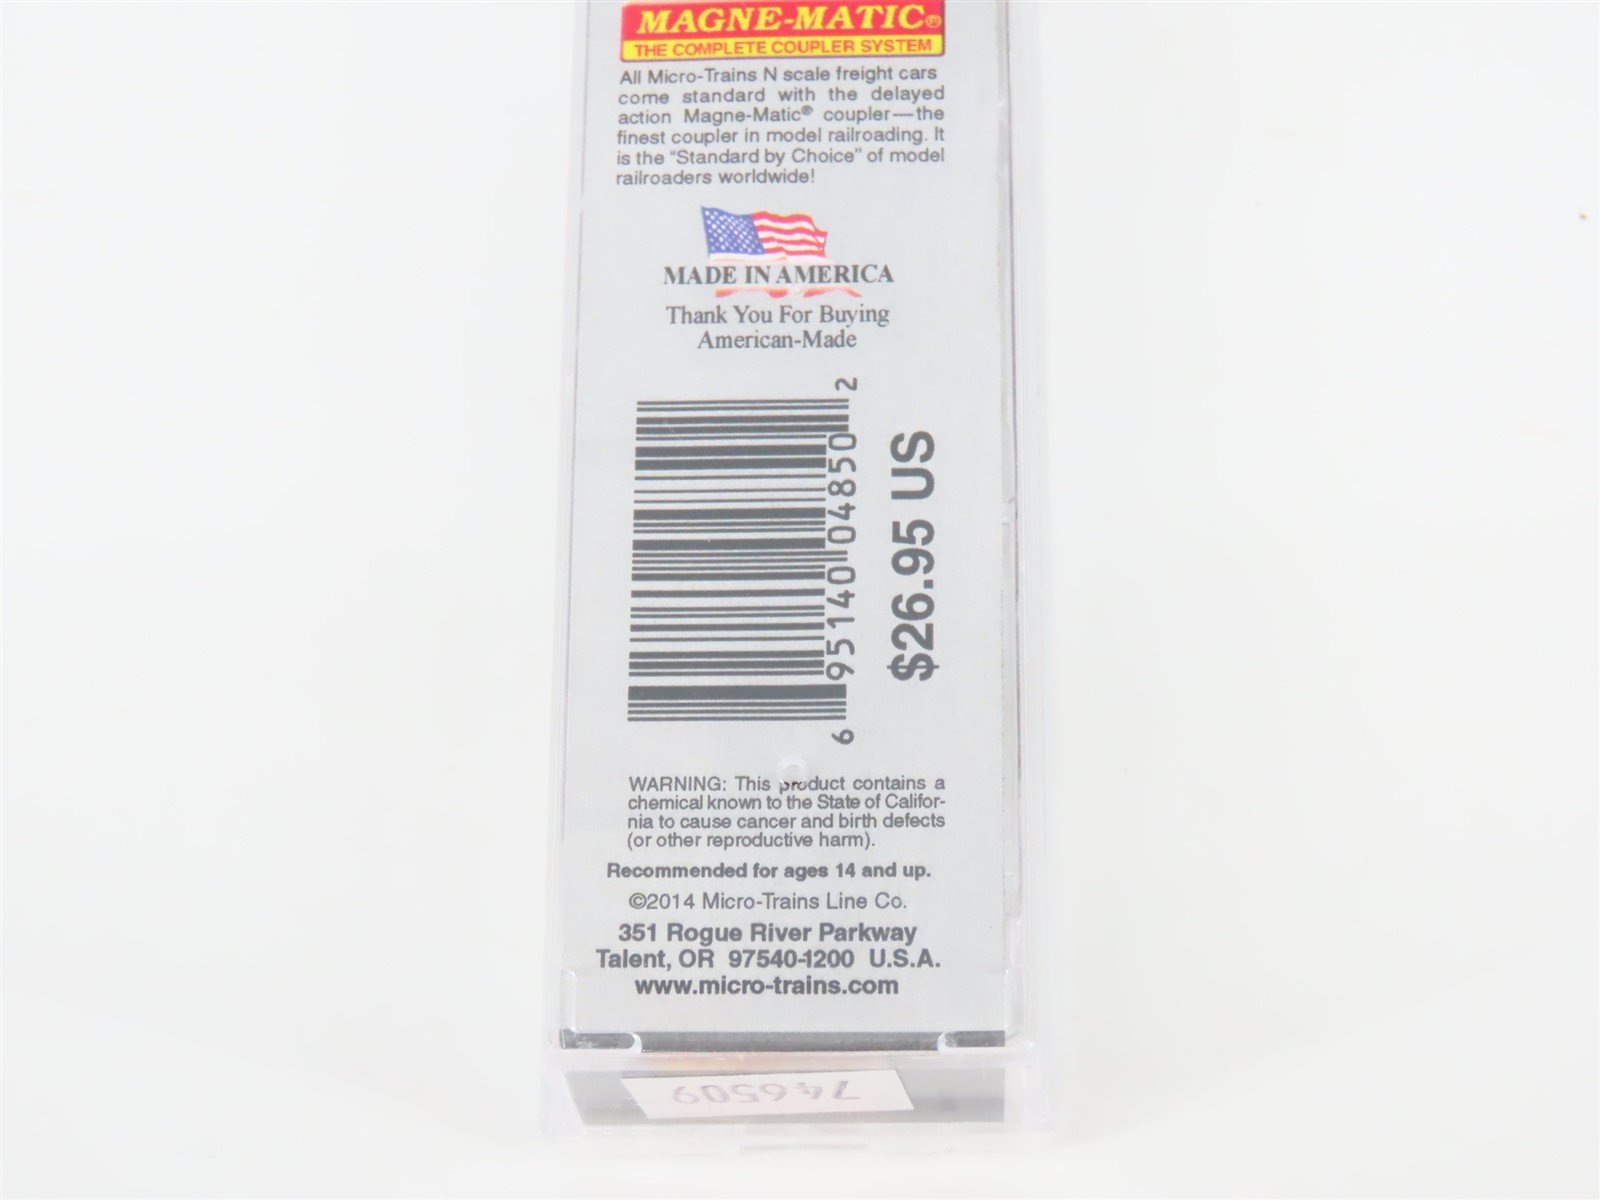 MAGNE-MATIC®
THE COMPLETE COUPLER SYSTEM
All Micro-Trains N scale freight cars
come standard with the delayed
action Magne-Matic® coupler—the
finest coupler in model railroading. It
is the "Standard by Choice" of model
railroaders worldwide!
MADE IN AMERICA
Thank You For Buying
American-Made
6 95140 04850 2
$26.95 US
WARNING: This product contains a
chemical known to the State of Califor-
nia to cause cancer and birth defects
(or other reproductive harm).
Recommended for ages 14 and up.
©2014 Micro-Trains Line Co.
351 Rogue River Parkway
Talent, OR 97540-1200 U.S.A.
www.micro-trains.com
746509